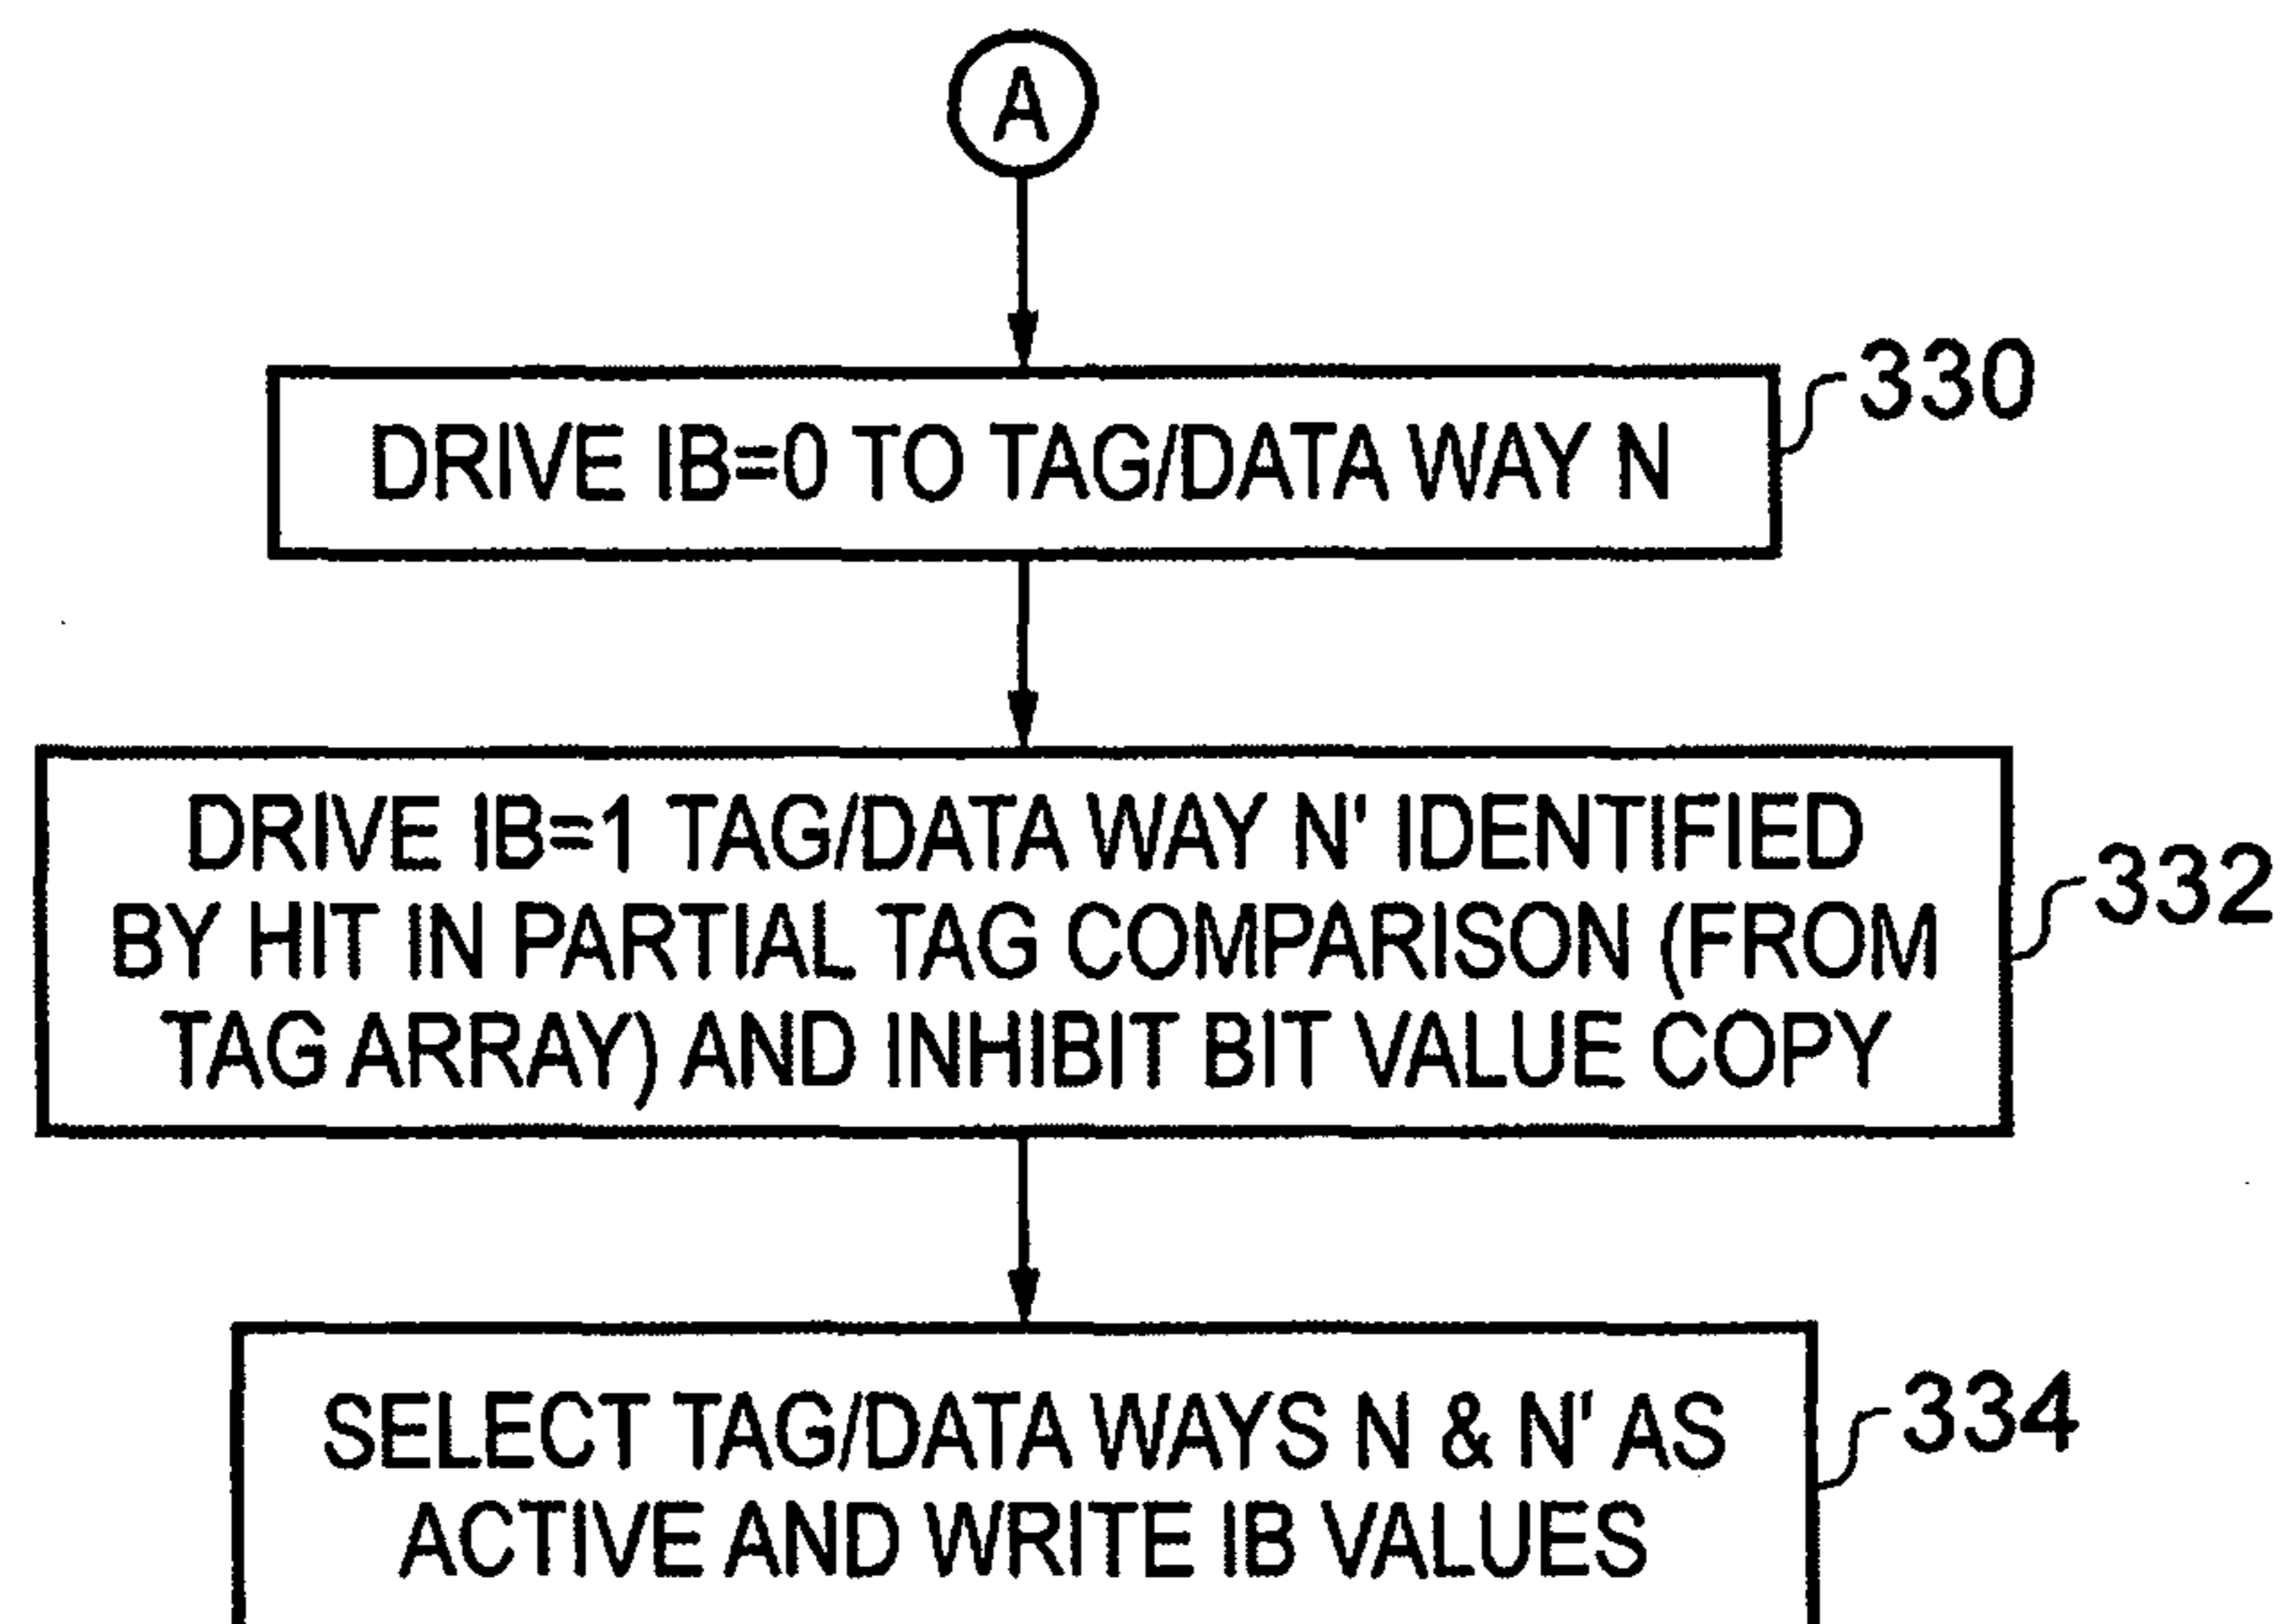 A
DRIVE IB=0 TO TAG/DATA WAY N
330
DRIVE IB=1 TAG/DATA WAY N' IDENTIFIED
BY HIT IN PARTIAL TAG COMPARISON (FROM
TAG ARRAY) AND INHIBIT BIT VALUE COPY
332
SELECT TAG/DATA WAYS N & N' AS
ACTIVE AND WRITE IB VALUES
334